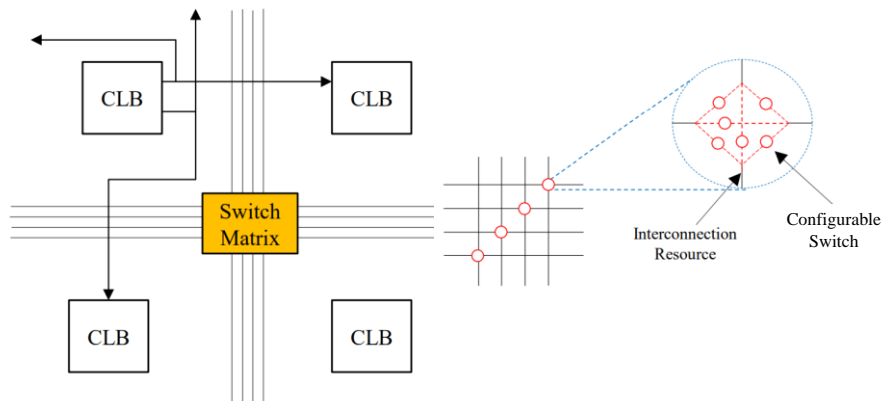 CLB
CLB
Switch
Matrix
CLB
CLB
Interconnection
Resource
Configurable
Switch